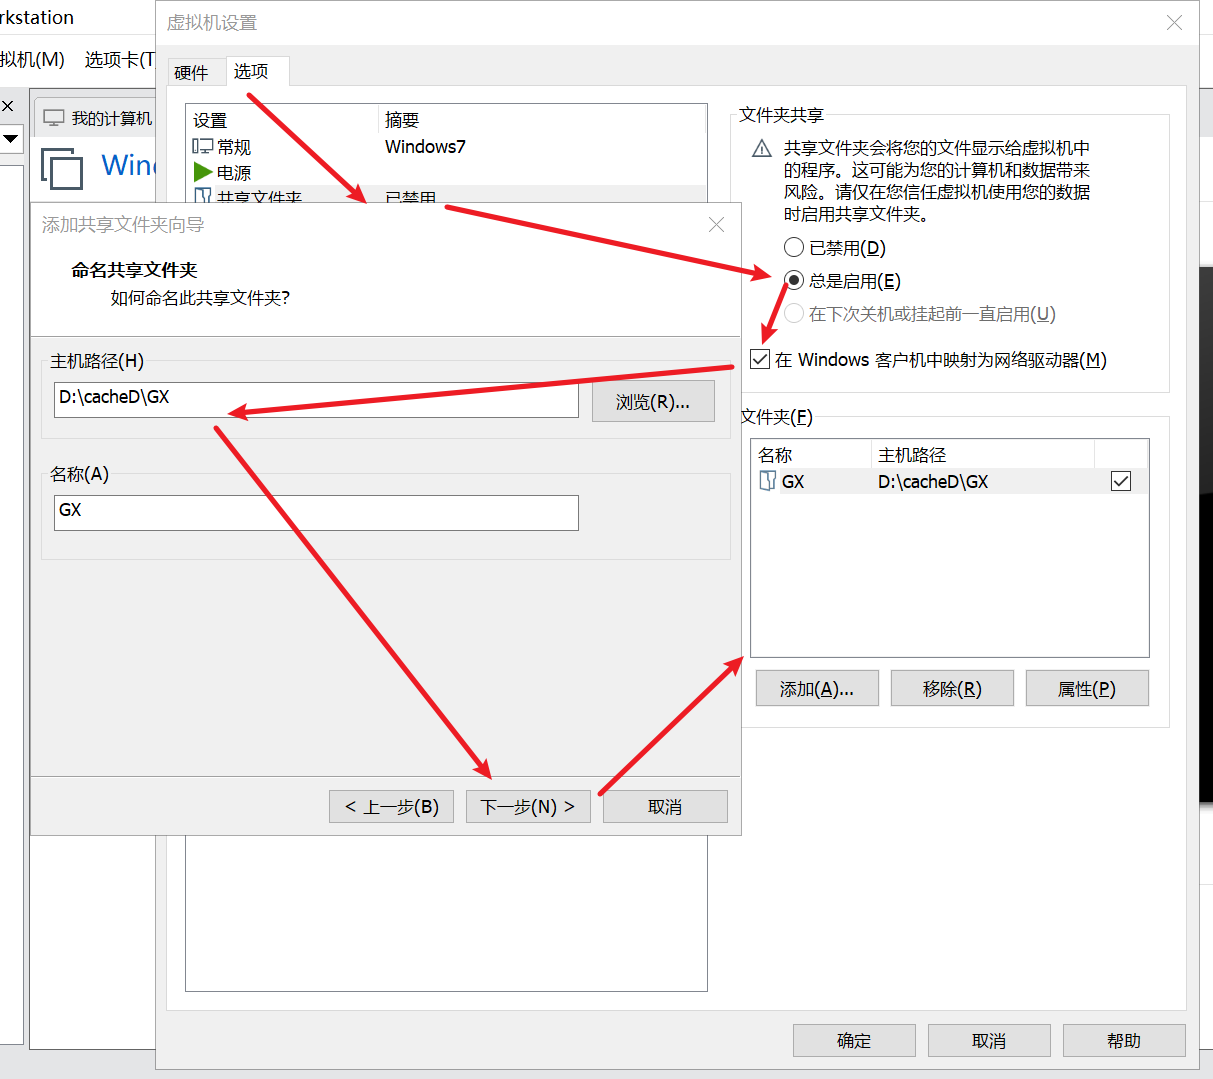 rkstation
虚拟机设置
拟机(M) 选项卡(T
硬件 选项
我的计算机
Wind
设置 摘要
常规 Windows7
电源
共享文件夹 已禁用
文件夹共享
共享文件夹会将您的文件显示给虚拟机中
的程序。这可能为您的计算机和数据带来
风险。请仅在您信任虚拟机使用您的数据
时启用共享文件夹。
已禁用(D)
总是启用(E)
在下次关机或挂起前一直启用(U)
在 Windows 客户机中映射为网络驱动器(M)
添加共享文件夹向导
命名共享文件夹
如何命名此共享文件夹?
主机路径(H)
D:\cacheD\GX
浏览(R)...
名称(A)
GX
< 上一步(B) 下一步(N) > 取消
文件夹(F)
名称 主机路径
GX D:\cacheD\GX
添加(A)... 移除(R) 属性(P)
确定 取消 帮助